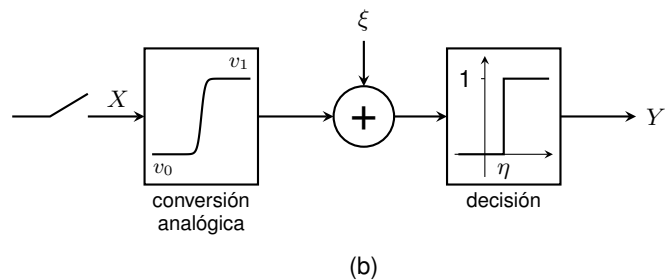 ξ
X
v₁
v₀
+
1
η
Y
conversión
analógica
decisión
(b)